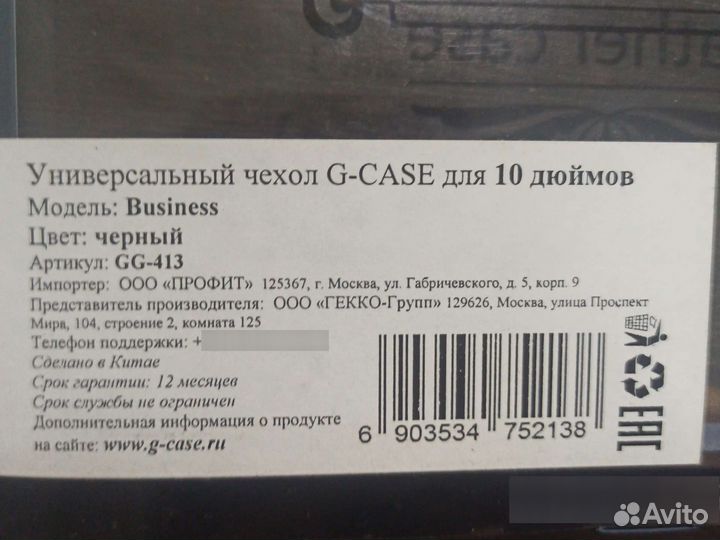 G
eather case
Универсальный чехол G-CASE для 10 дюймов
Модель: Business
Цвет: черный
Артикул: GG-413
Импортер: ООО «ПРОФИТ» 125367, г. Москва, ул. Габричевского, д. 5, корп. 9
Представитель производителя: ООО «ГЕККО-Групп» 129626, Москва, улица Проспект
Мира, 104, строение 2, комната 125
Телефон поддержки: +
Сделано в Китае
Срок гарантии: 12 месяцев
Срок службы не ограничен
Дополнительная информация о продукте
на сайте: www.g-case.ru
6 903534 752138
EAC
Avito